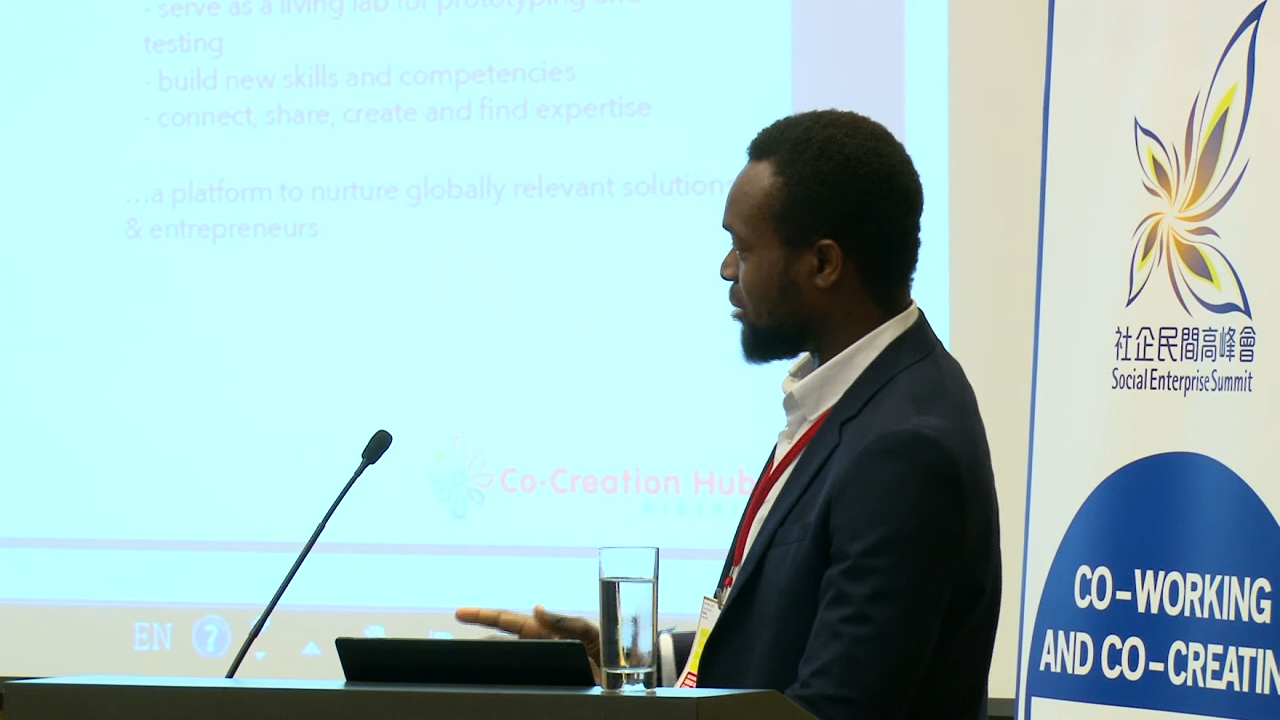 - serve as a living lab for prototyping and
testing
- build new skills and competencies
- connect, share, create and find expertise
...a platform to nurture globally relevant solutions
& entrepreneurs
Co-Creation Hub
EN
?
社企民間高峰會
Social Enterprise Summit
CO-WORKING
AND CO-CREATIN